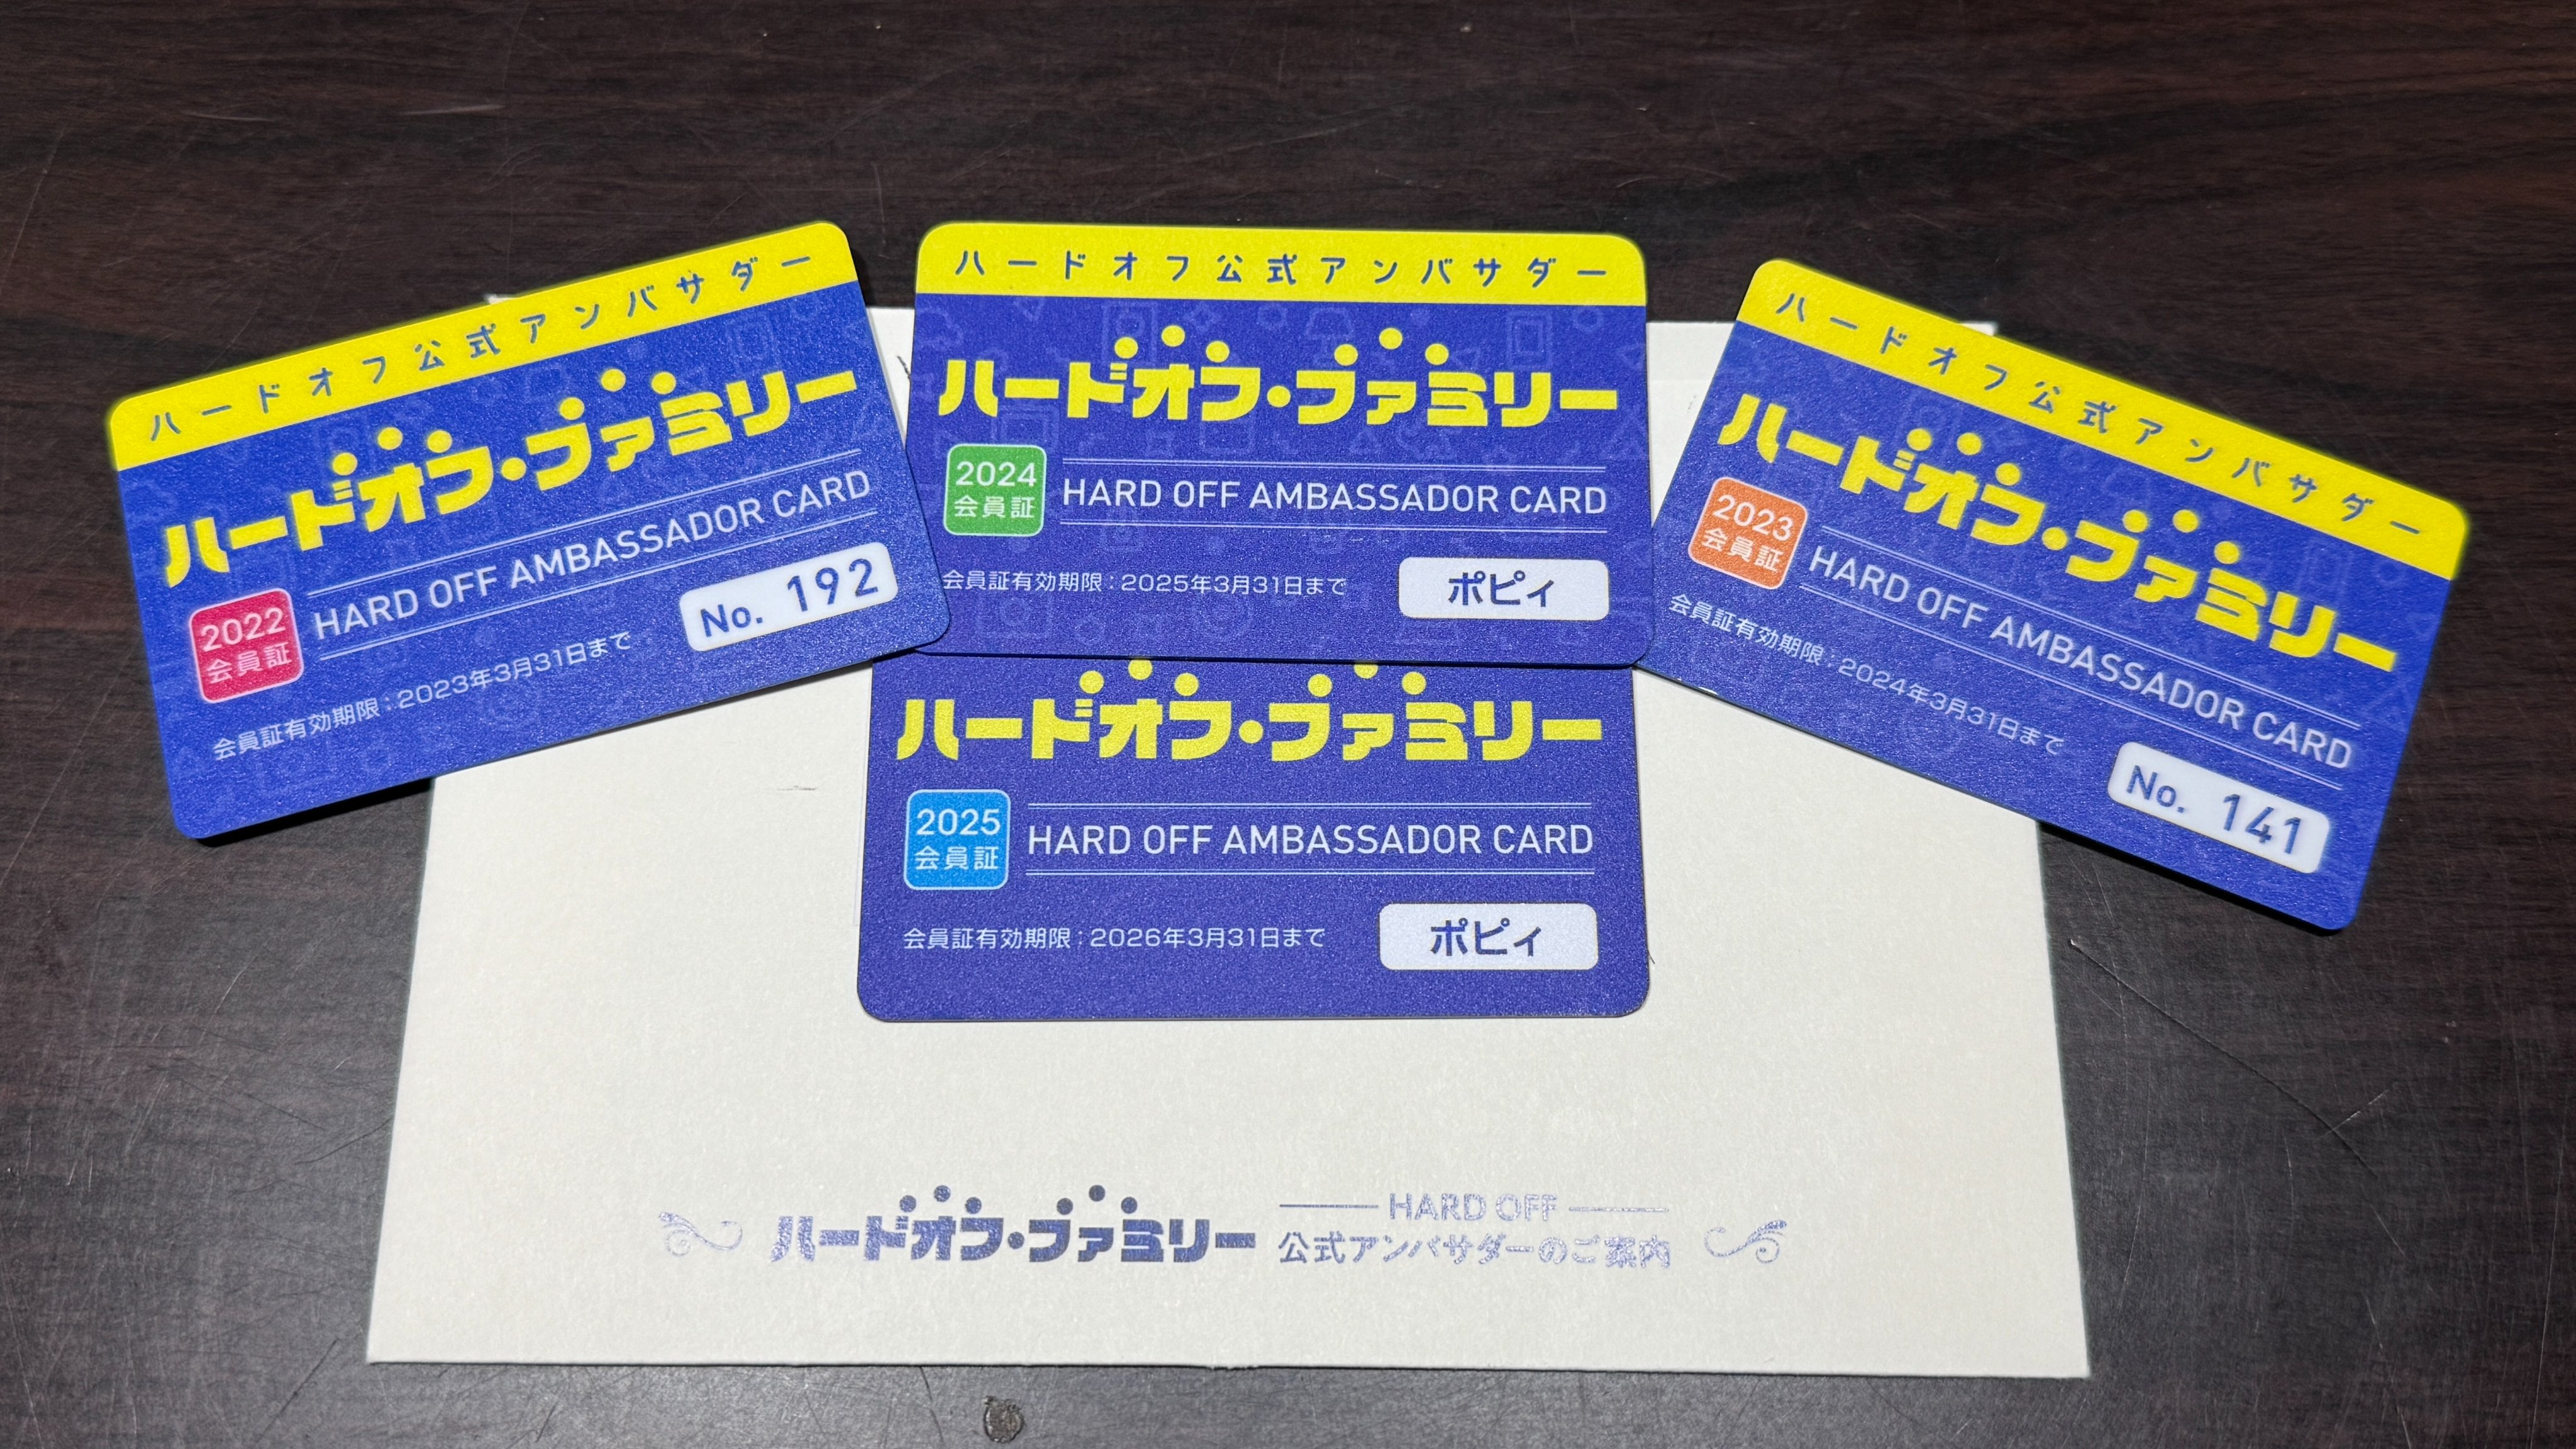 ハードオフ公式アンバサダー
ハードオフ・ファミリー
2022
会員証
HARD OFF AMBASSADOR CARD
No. 192
会員証有効期限：2023年3月31日まで
ハードオフ公式アンバサダー
ハードオフ・ファミリー
2024
会員証
HARD OFF AMBASSADOR CARD
会員証有効期限：2025年3月31日まで
ポピィ
ハードオフ公式アンバサダー
ハードオフ・ファミリー
2023
会員証
HARD OFF AMBASSADOR CARD
会員証有効期限：2024年3月31日まで
No. 141
ハードオフ・ファミリー
2025
会員証
HARD OFF AMBASSADOR CARD
会員証有効期限：2026年3月31日まで
ポピィ
ハードオフ・ファミリー
HARD OFF
公式アンバサダーのご案内